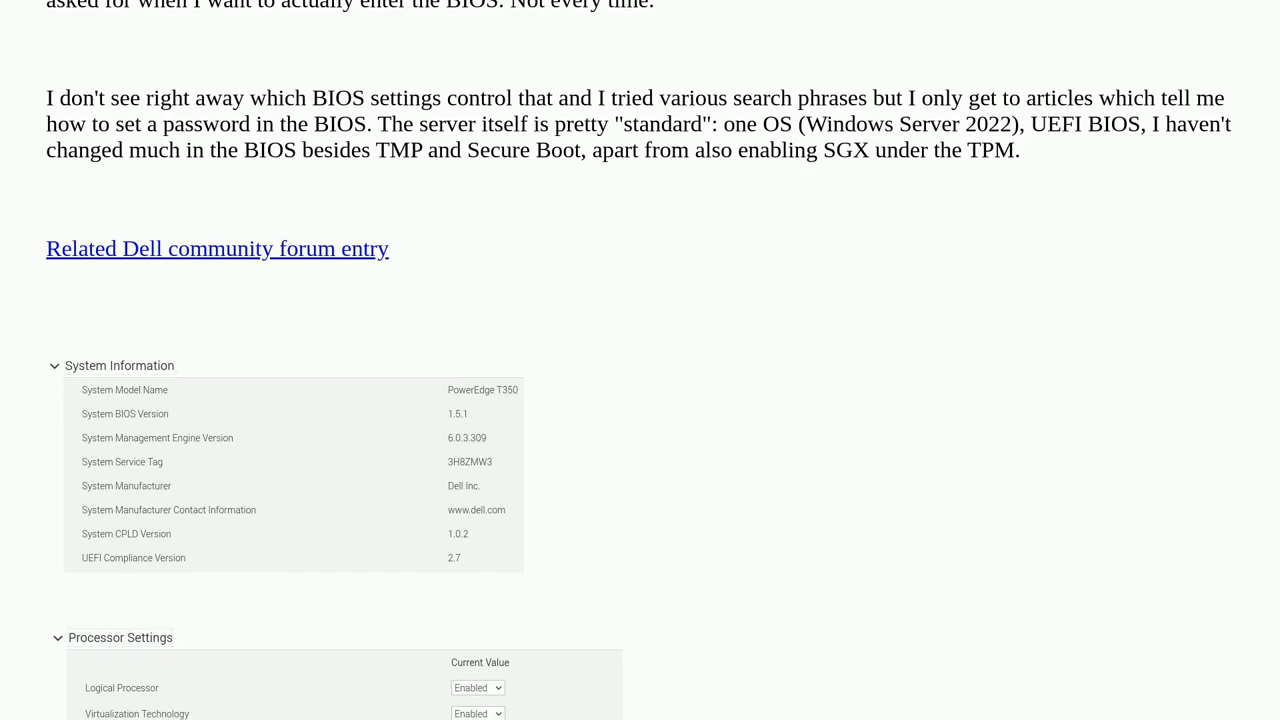 asked for when I want to actually enter the BIOS. Not every time.
I don't see right away which BIOS settings control that and I tried various search phrases but I only get to articles which tell me
how to set a password in the BIOS. The server itself is pretty "standard": one OS (Windows Server 2022), UEFI BIOS, I haven't
changed much in the BIOS besides TMP and Secure Boot, apart from also enabling SGX under the TPM.
Related Dell community forum entry
System Information
System Model Name PowerEdge T350
System BIOS Version 1.5.1
System Management Engine Version 6.0.3.309
System Service Tag 3H8ZMW3
System Manufacturer Dell Inc.
System Manufacturer Contact Information www.dell.com
System CPLD Version 1.0.2
UEFI Compliance Version 2.7
Processor Settings
Current Value
Logical Processor Enabled
Virtualization Technology Enabled